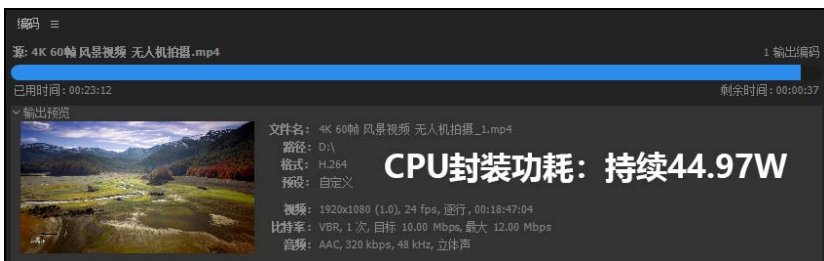 编码 ≡
源: 4K 60帧 风景视频 无人机拍摄.mp4
1 输出编码
已用时间: 00:23:12
剩余时间: 00:00:37
输出预览
文件名: 4K 60帧 风景视频 无人机拍摄_1.mp4
路径: D:\
格式: H.264
预设: 自定义
CPU封装功耗：持续44.97W
视频: 1920x1080 (1.0), 24 fps, 逐行, 00:18:47:04
比特率: VBR, 1 次, 目标 10.00 Mbps, 最大 12.00 Mbps
音频: AAC, 320 kbps, 48 kHz, 立体声